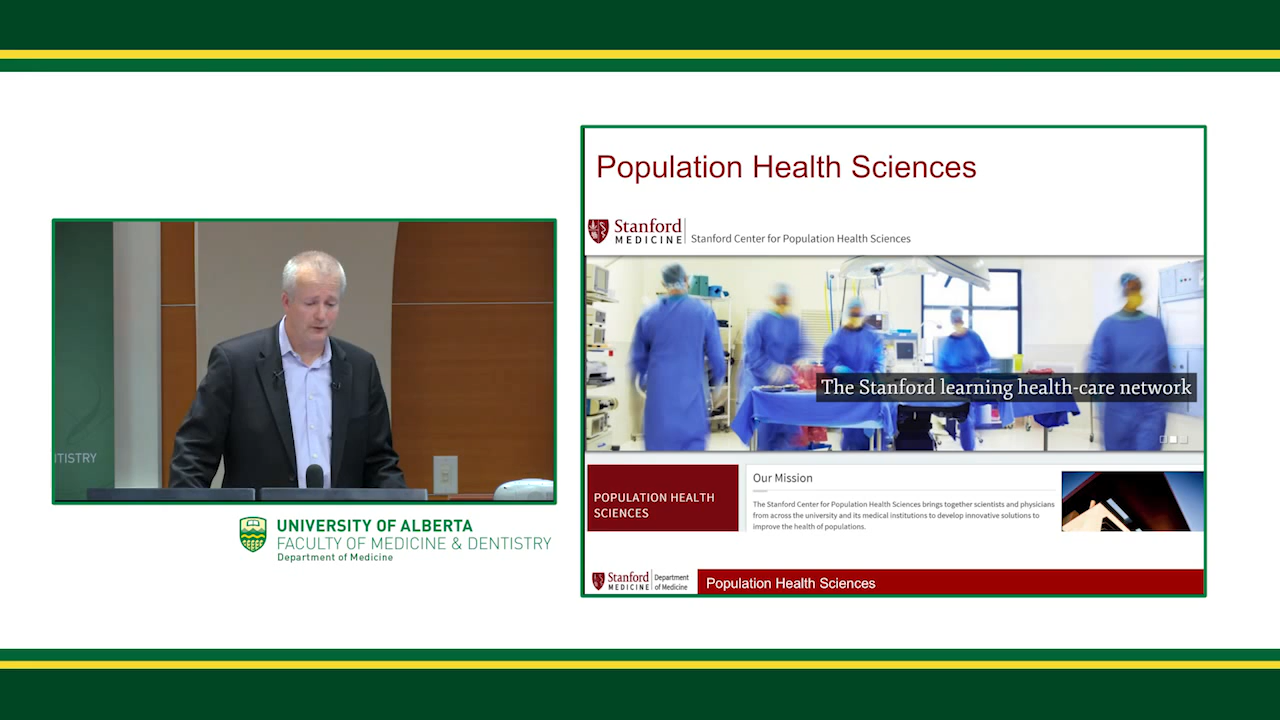 ITISTRY
UNIVERSITY OF ALBERTA
FACULTY OF MEDICINE & DENTISTRY
Department of Medicine
Population Health Sciences
Stanford
MEDICINE
Stanford Center for Population Health Sciences
The Stanford learning health-care network
POPULATION HEALTH
SCIENCES
Our Mission
The Stanford Center for Population Health Sciences brings together scientists and physicians
from across the university and its medical institutions to develop innovative solutions to
improve the health of populations.
Stanford
MEDICINE
Department
of Medicine
Population Health Sciences